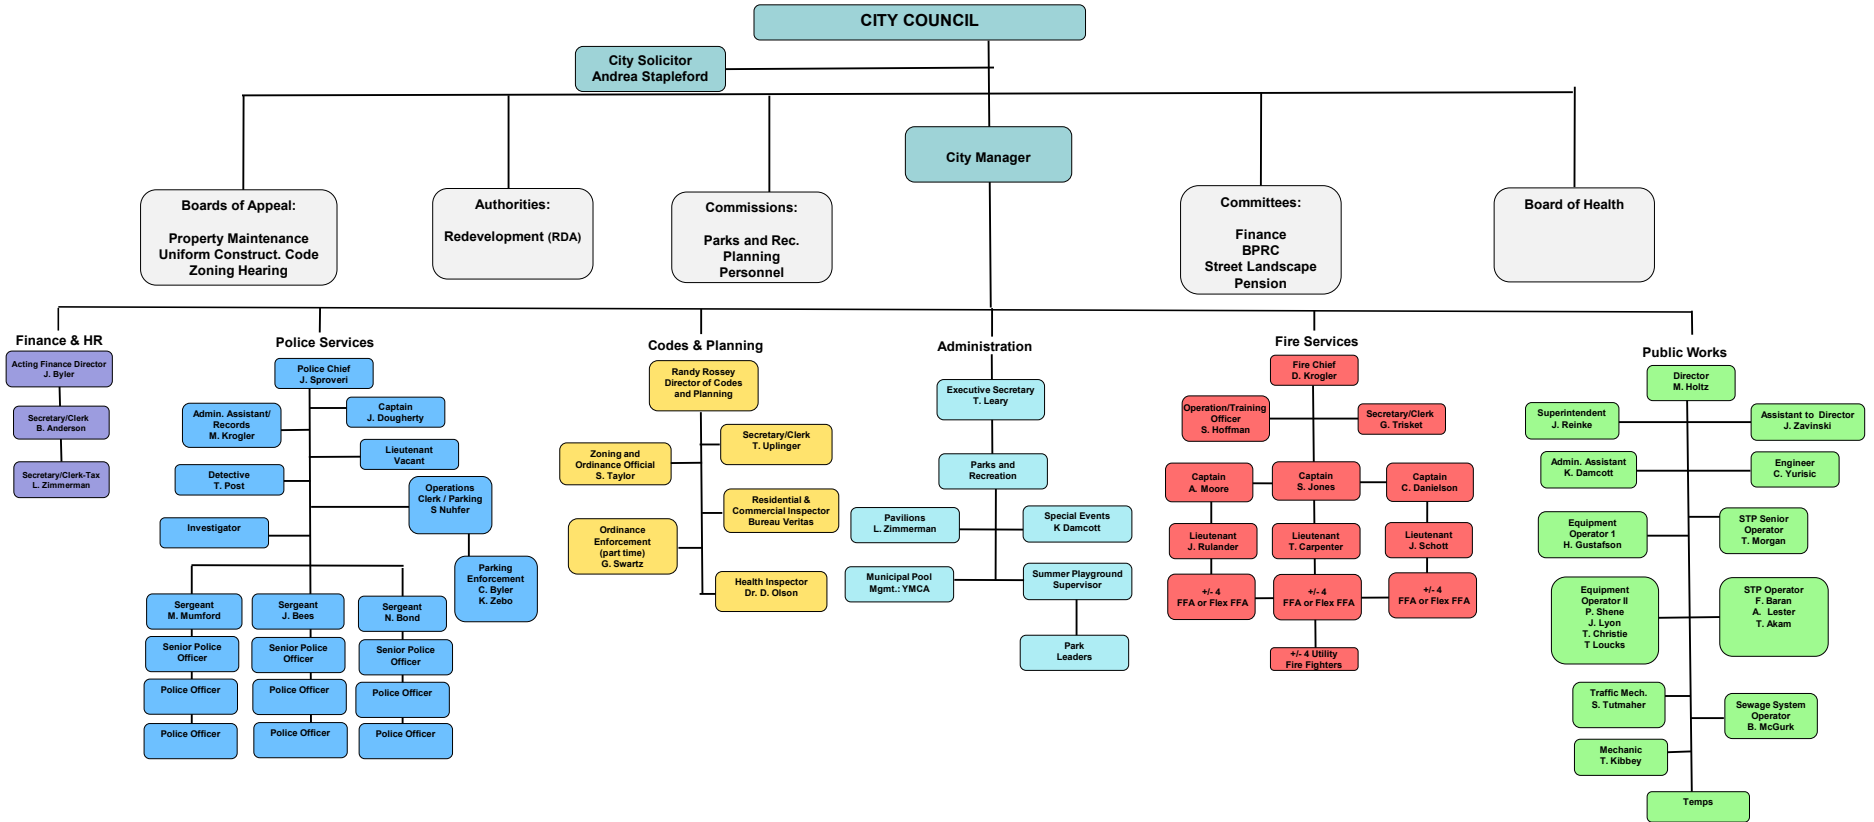 CITY COUNCIL
City Solicitor
Andrea Stapleford
City Manager
Boards of Appeal:
Property Maintenance
Uniform Construct. Code
Zoning Hearing
Authorities:
Redevelopment (RDA)
Commissions:
Parks and Rec.
Planning
Personnel
Committees:
Finance
BPRC
Street Landscape
Pension
Board of Health
Finance & HR
Acting Finance Director
J. Byler
Secretary/Clerk
B. Anderson
Secretary/Clerk-Tax
L. Zimmerman
Police Services
Police Chief
J. Sproveri
Captain
J. Dougherty
Admin. Assistant/
Records
M. Krogler
Lieutenant
Vacant
Detective
T. Post
Operations
Clerk / Parking
S Nuhfer
Investigator
Parking
Enforcement
C. Byler
K. Zebo
Sergeant
M. Mumford
Senior Police
Officer
Police Officer
Police Officer
Sergeant
J. Bees
Senior Police
Officer
Police Officer
Police Officer
Sergeant
N. Bond
Senior Police
Officer
Police Officer
Police Officer
Codes & Planning
Randy Rossey
Director of Codes
and Planning
Secretary/Clerk
T. Uplinger
Zoning and
Ordinance Official
S. Taylor
Residential &
Commercial Inspector
Bureau Veritas
Ordinance
Enforcement
(part time)
G. Swartz
Health Inspector
Dr. D. Olson
Administration
Executive Secretary
T. Leary
Parks and
Recreation
Pavilions
L. Zimmerman
Special Events
K Damcott
Municipal Pool
Mgmt.: YMCA
Summer Playground
Supervisor
Park
Leaders
Fire Services
Fire Chief
D. Krogler
Operation/Training
Officer
S. Hoffman
Secretary/Clerk
G. Trisket
Captain
A. Moore
Captain
S. Jones
Captain
C. Danielson
Lieutenant
J. Rulander
Lieutenant
T. Carpenter
Lieutenant
J. Schott
+/- 4
FFA or Flex FFA
+/- 4
FFA or Flex FFA
+/- 4
FFA or Flex FFA
+/- 4 Utility
Fire Fighters
Public Works
Director
M. Holtz
Superintendent
J. Reinke
Assistant to Director
J. Zavinski
Admin. Assistant
K. Damcott
Engineer
C. Yurisic
Equipment
Operator 1
H. Gustafson
STP Senior
Operator
T. Morgan
Equipment
Operator II
P. Shene
J. Lyon
T. Christie
T Loucks
STP Operator
F. Baran
A. Lester
T. Akam
Traffic Mech.
S. Tutmaher
Sewage System
Operator
B. McGurk
Mechanic
T. Kibbey
Temps